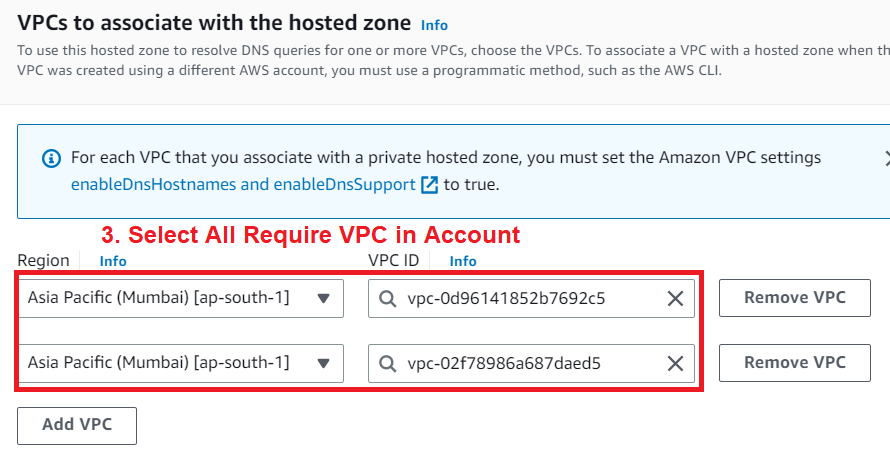 VPCs to associate with the hosted zone Info
To use this hosted zone to resolve DNS queries for one or more VPCs, choose the VPCs. To associate a VPC with a hosted zone when th
VPC was created using a different AWS account, you must use a programmatic method, such as the AWS CLI.
For each VPC that you associate with a private hosted zone, you must set the Amazon VPC settings
enableDnsHostnames and enableDnsSupport to true.
3. Select All Require VPC in Account
Region Info VPC ID Info
Asia Pacific (Mumbai) [ap-south-1] vpc-0d96141852b7692c5 Remove VPC
Asia Pacific (Mumbai) [ap-south-1] vpc-02f78986a687daed5 Remove VPC
Add VPC